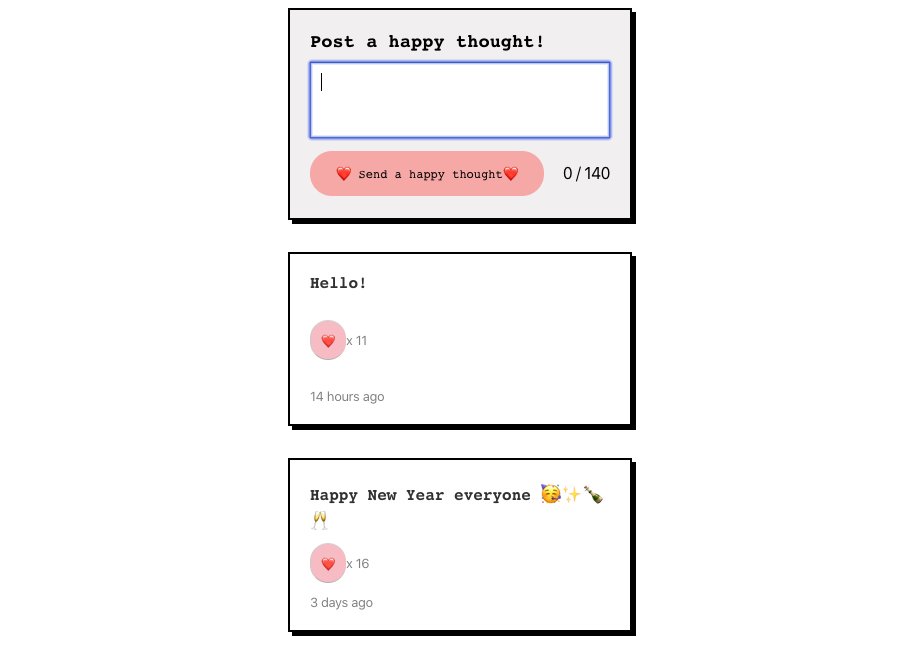 Post a happy thought!
❤️ Send a happy thought❤️
0 / 140
Hello!
❤️ x 11
14 hours ago
Happy New Year everyone 🥳✨🍾
🥂
❤️ x 16
3 days ago